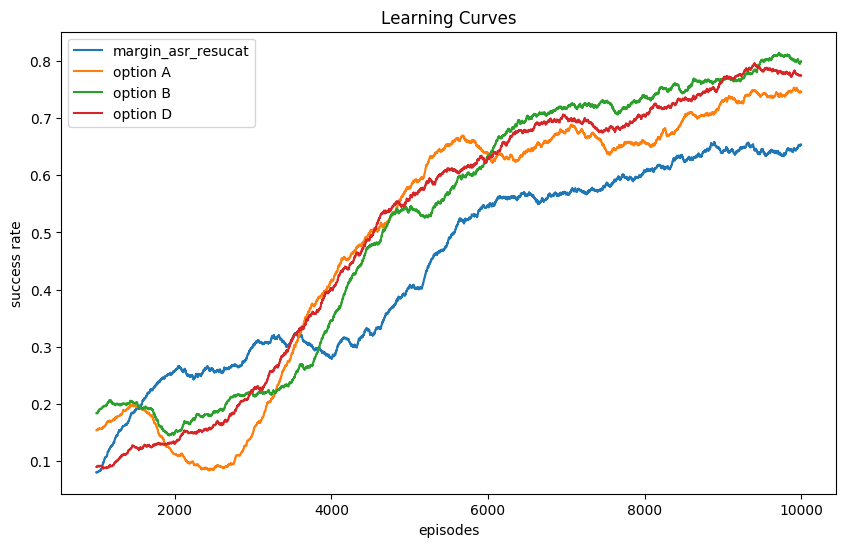 Learning Curves
margin_asr_resucat
option A
option B
option D
success rate
0.8
0.7
0.6
0.5
0.4
0.3
0.2
0.1
2000
4000
6000
8000
10000
episodes